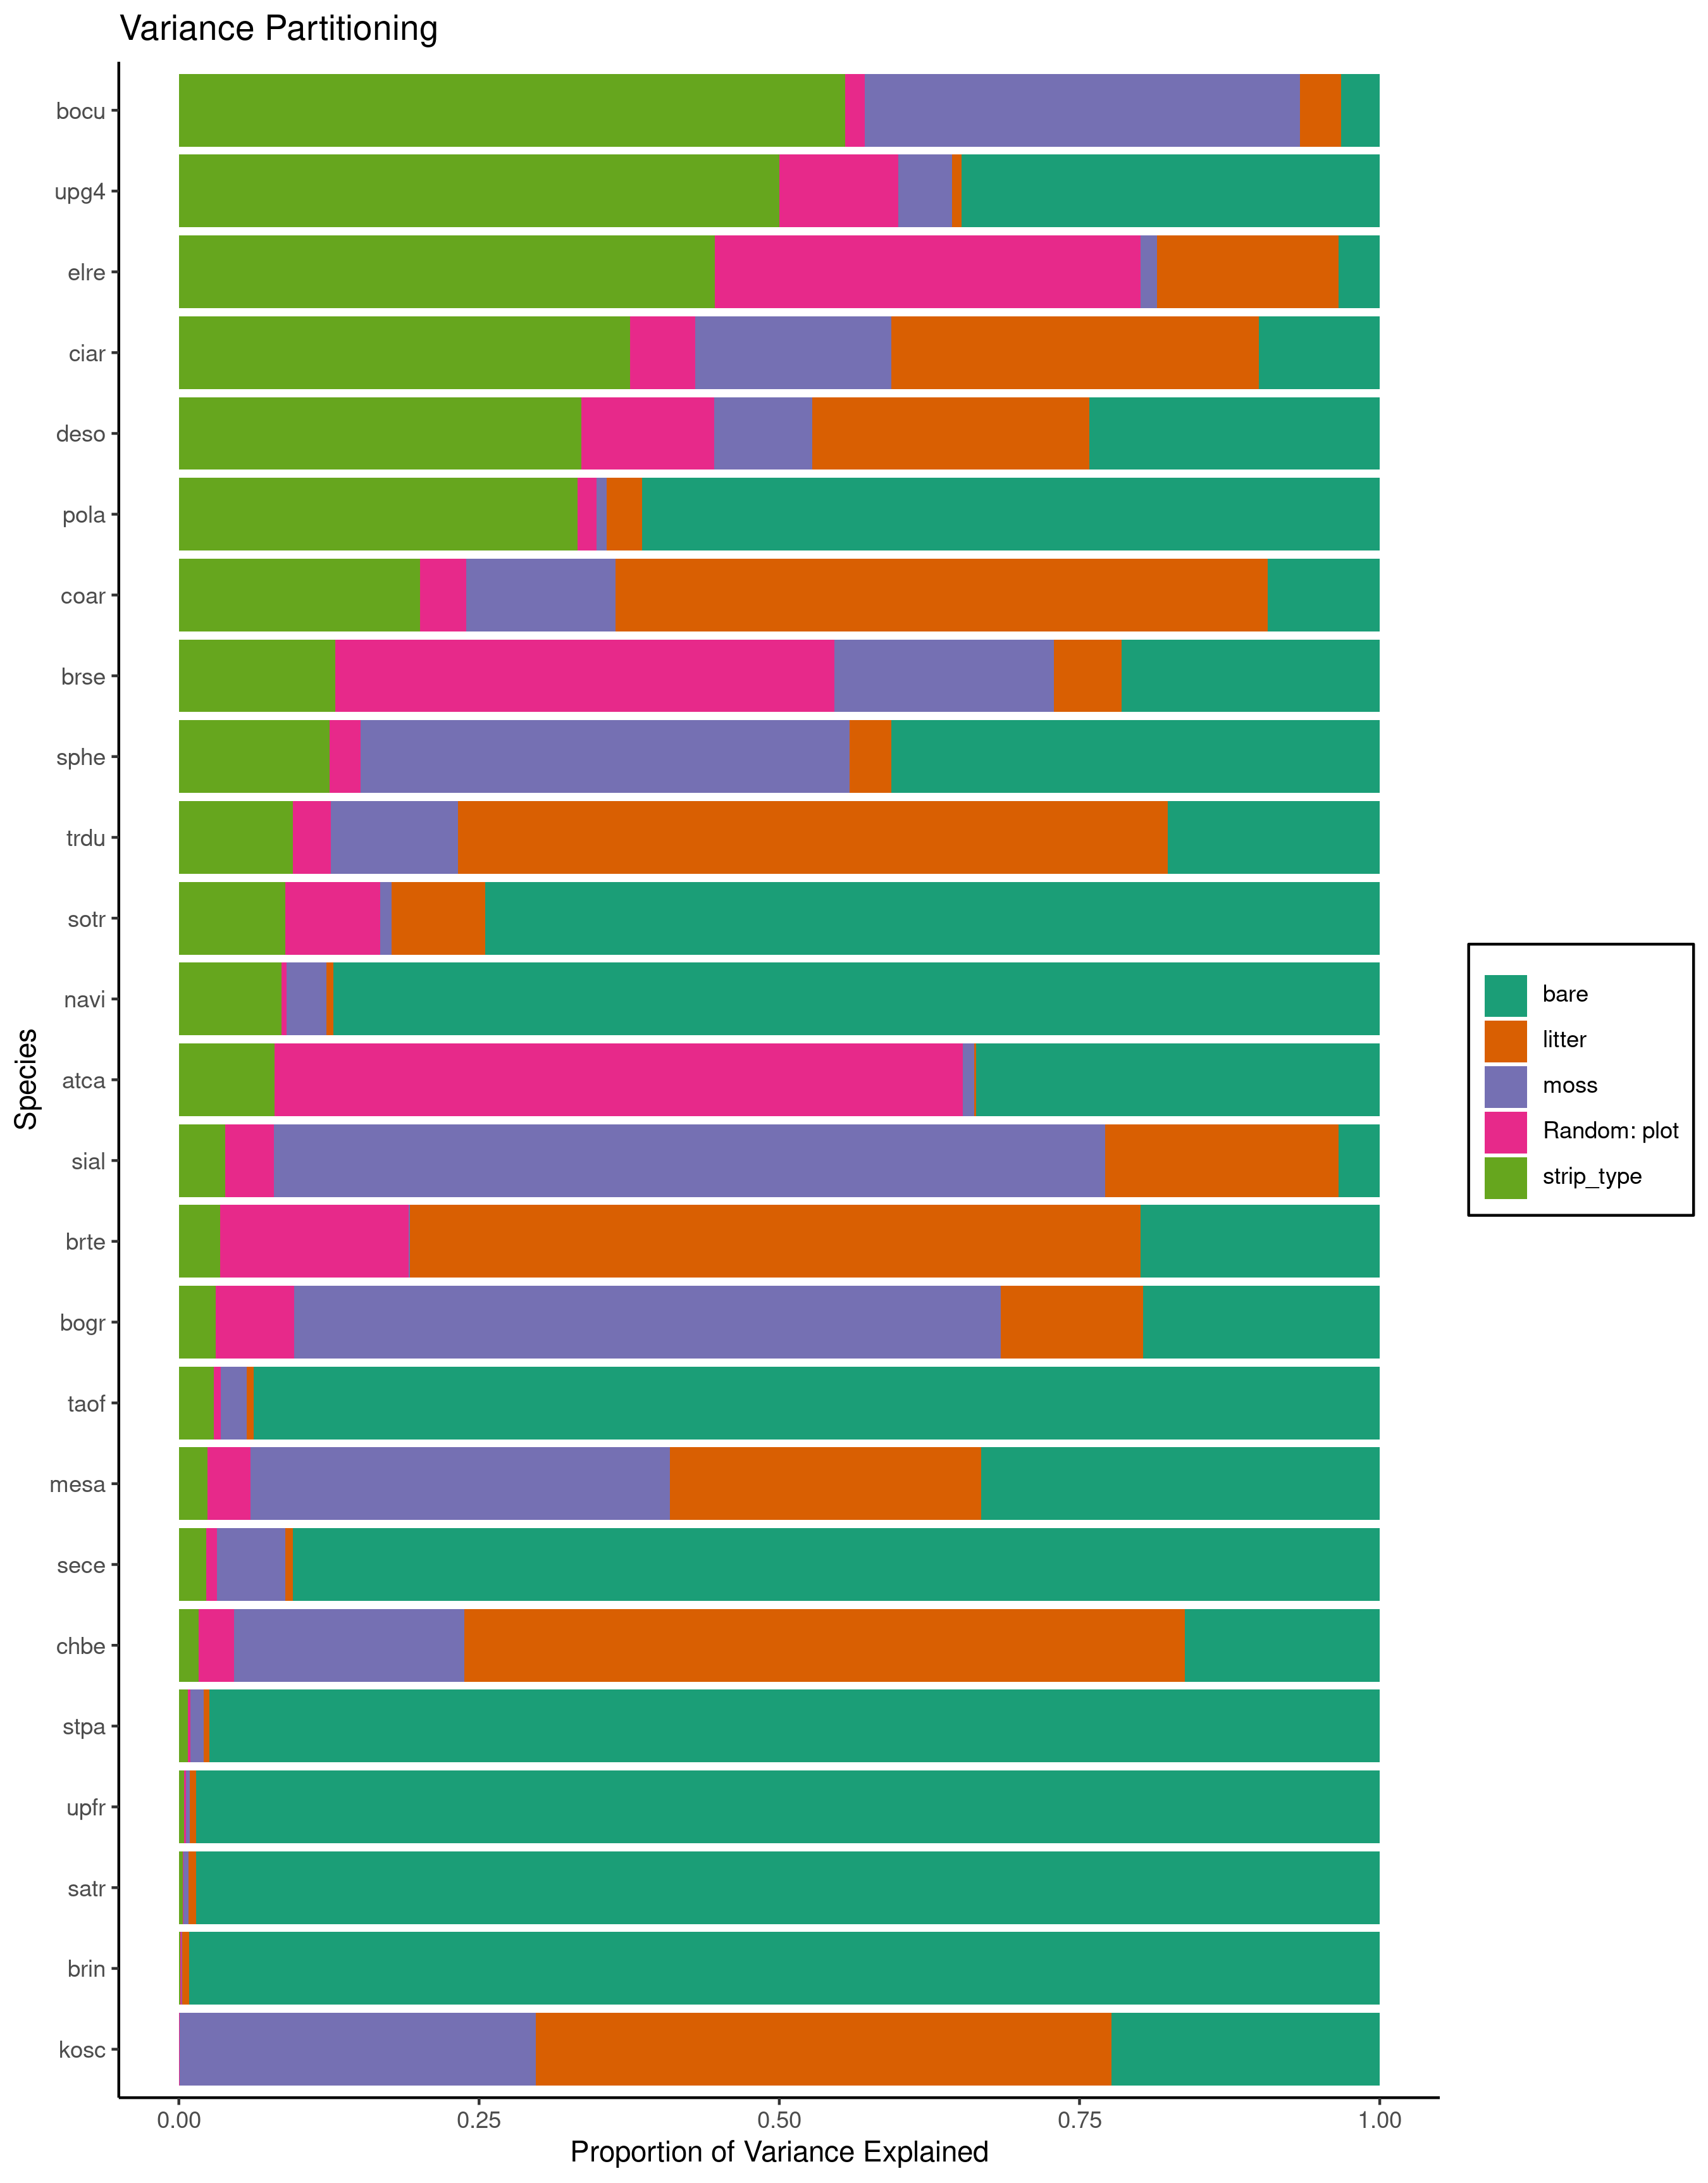 Variance Partitioning
Species
bocu
upg4
elre
ciar
deso
pola
coar
brse
sphe
trdu
sotr
navi
atca
sial
brte
bogr
taof
mesa
sece
chbe
stpa
upfr
satr
brin
kosc
0.00 0.25 0.50 0.75 1.00
Proportion of Variance Explained
bare
litter
moss
Random: plot
strip_type